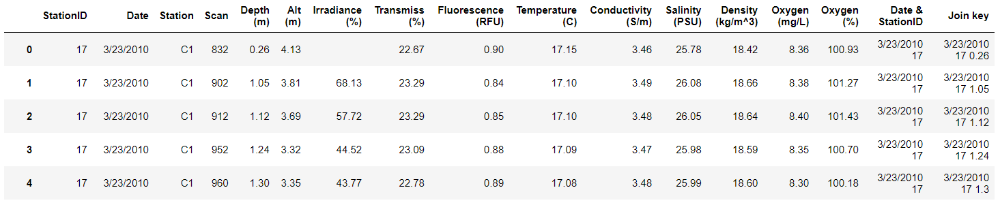 StationID Date Station Scan Depth (m) Alt (m) Irradiance (%) Transmiss (%) Fluorescence (RFU) Temperature (C) Conductivity (S/m) Salinity (PSU) Density (kg/m^3) Oxygen (mg/L) Oxygen (%) Date & StationID Join key
0 17 3/23/2010 C1 832 0.26 4.13 22.67 0.90 17.15 3.46 25.78 18.42 8.36 100.93 3/23/2010 17 3/23/2010 17 0.26
1 17 3/23/2010 C1 902 1.05 3.81 68.13 23.29 0.84 17.10 3.49 26.08 18.66 8.38 101.27 3/23/2010 17 3/23/2010 17 1.05
2 17 3/23/2010 C1 912 1.12 3.69 57.72 23.29 0.85 17.10 3.48 26.05 18.64 8.40 101.43 3/23/2010 17 3/23/2010 17 1.12
3 17 3/23/2010 C1 952 1.24 3.32 44.52 23.09 0.88 17.09 3.47 25.98 18.59 8.35 100.70 3/23/2010 17 3/23/2010 17 1.24
4 17 3/23/2010 C1 960 1.30 3.35 43.77 22.78 0.89 17.08 3.48 25.99 18.60 8.30 100.18 3/23/2010 17 3/23/2010 17 1.3